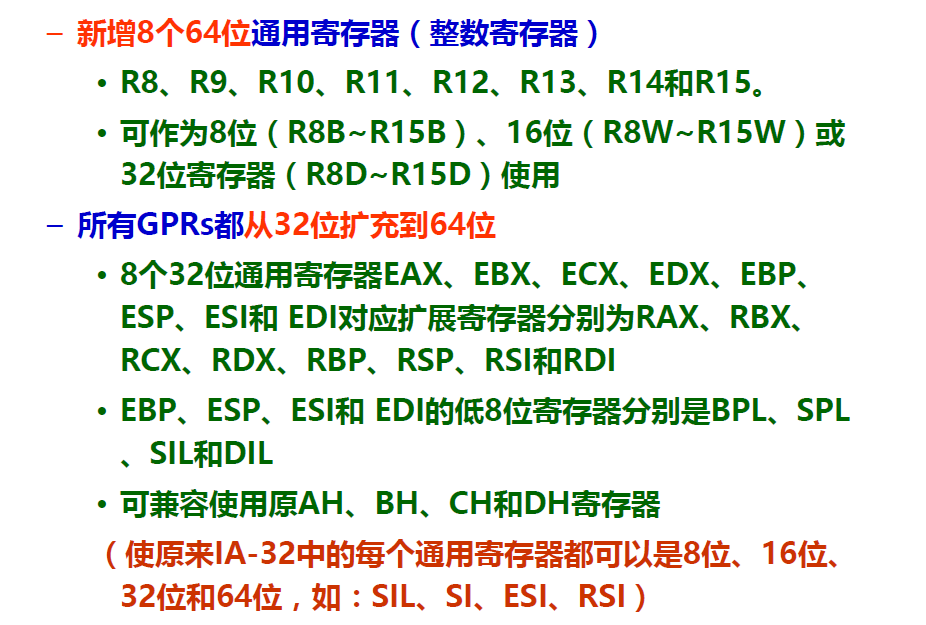 – 新增8个64位通用寄存器（整数寄存器）
• R8、R9、R10、R11、R12、R13、R14和R15。
• 可作为8位（R8B~R15B）、16位（R8W~R15W）或
32位寄存器（R8D~R15D）使用
– 所有GPRs都从32位扩充到64位
• 8个32位通用寄存器EAX、EBX、ECX、EDX、EBP、
ESP、ESI和 EDI对应扩展寄存器分别为RAX、RBX、
RCX、RDX、RBP、RSP、RSI和RDI
• EBP、ESP、ESI和 EDI的低8位寄存器分别是BPL、SPL
、SIL和DIL
• 可兼容使用原AH、BH、CH和DH寄存器
（使原来IA-32中的每个通用寄存器都可以是8位、16位、
32位和64位，如：SIL、SI、ESI、RSI）